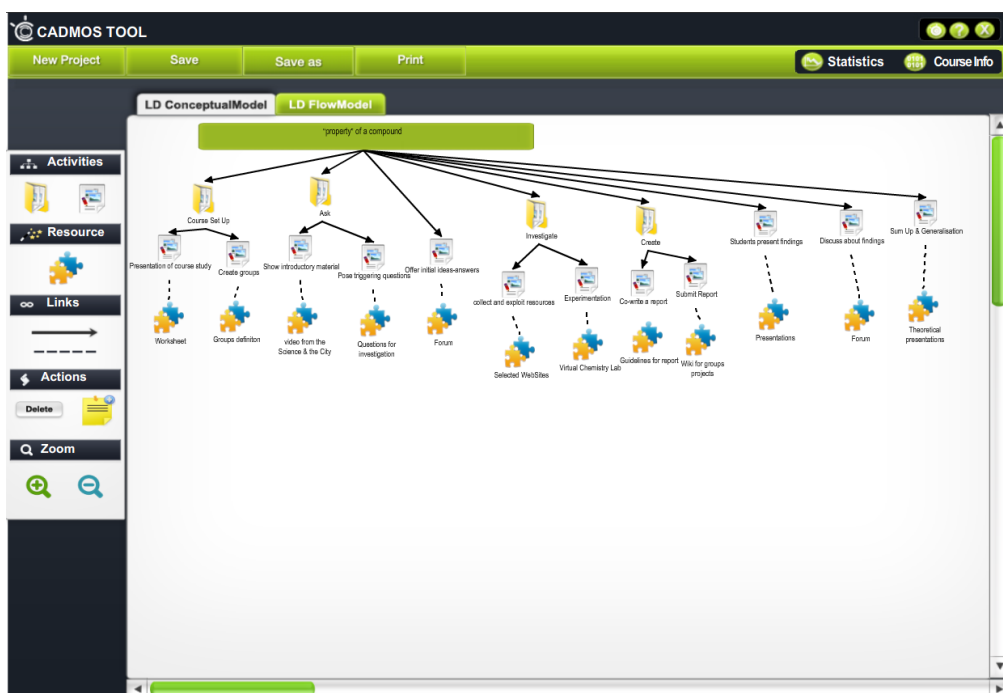 CADMOS TOOL
New Project
Save
Save as
Print
Statistics
Course Info
LD ConceptualModel
LD FlowModel
Activities
Resource
Links
Actions
Delete
Zoom
"property" of a compound
Course Set Up
Ask
Investigate
Create
Students present findings
Discuss about findings
Sum Up & Generalisation
Presentation of course study
Create groups
Show introductory material
Pose triggering questions
Offer initial ideas-answers
collect and exploit resources
Experimentation
Co-write a report
Submit Report
Worksheet
Groups definiton
video from the
Science & the City
Questions for
investigation
Forum
Selected WebSites
Virtual Chemistry Lab
Guidelines for report
Wiki for groups
projects
Presentations
Forum
Theoretical
presentations